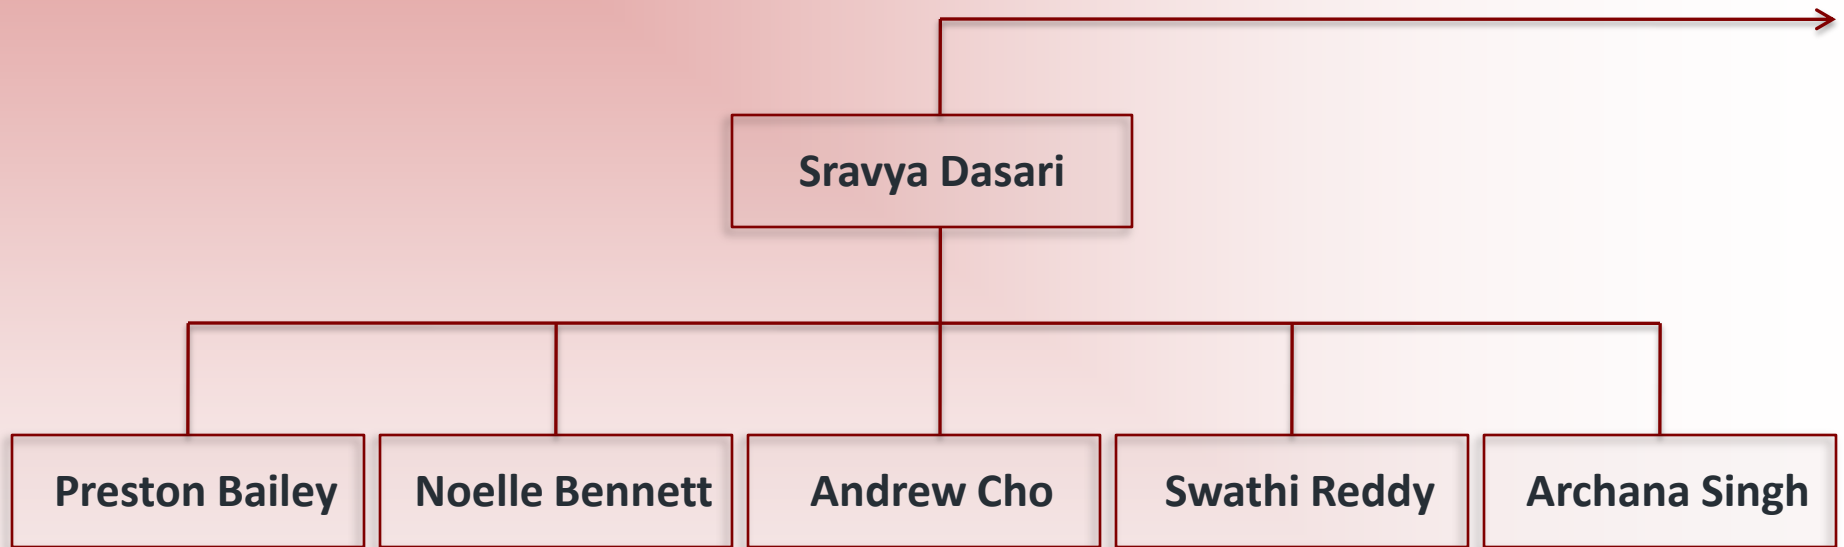 Sravya Dasari
Preston Bailey
Noelle Bennett
Andrew Cho
Swathi Reddy
Archana Singh